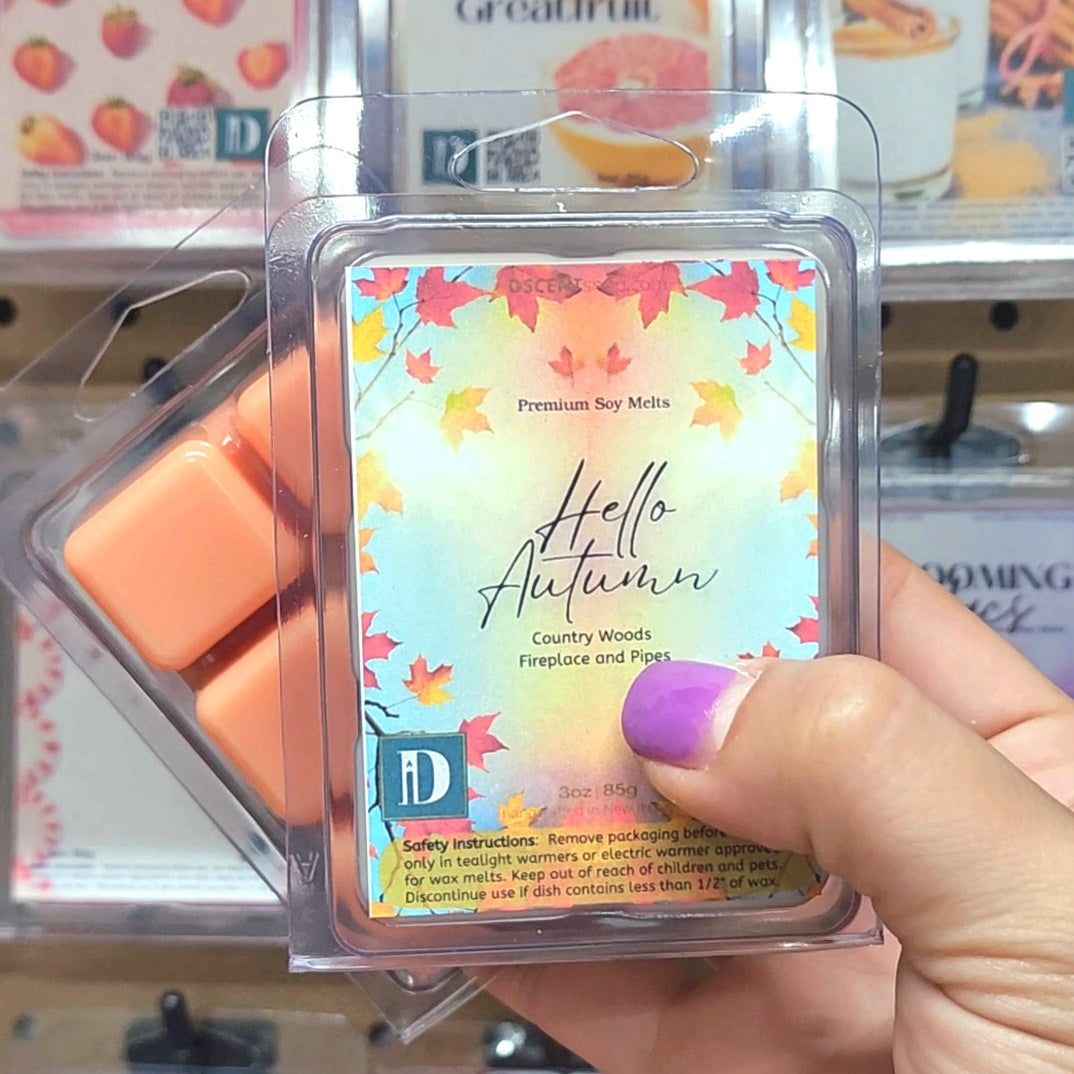 Greatfruit
D
Premium Soy Melts
Hello
Autumn
Country Woods
Fireplace and Pipes
D
3oz | 85g
Safety Instructions: Remove packaging before
only in tealight warmers or electric warmer approved
for wax melts. Keep out of reach of children and pets.
Discontinue use if dish contains less than 1/2" of wax.
OOMING